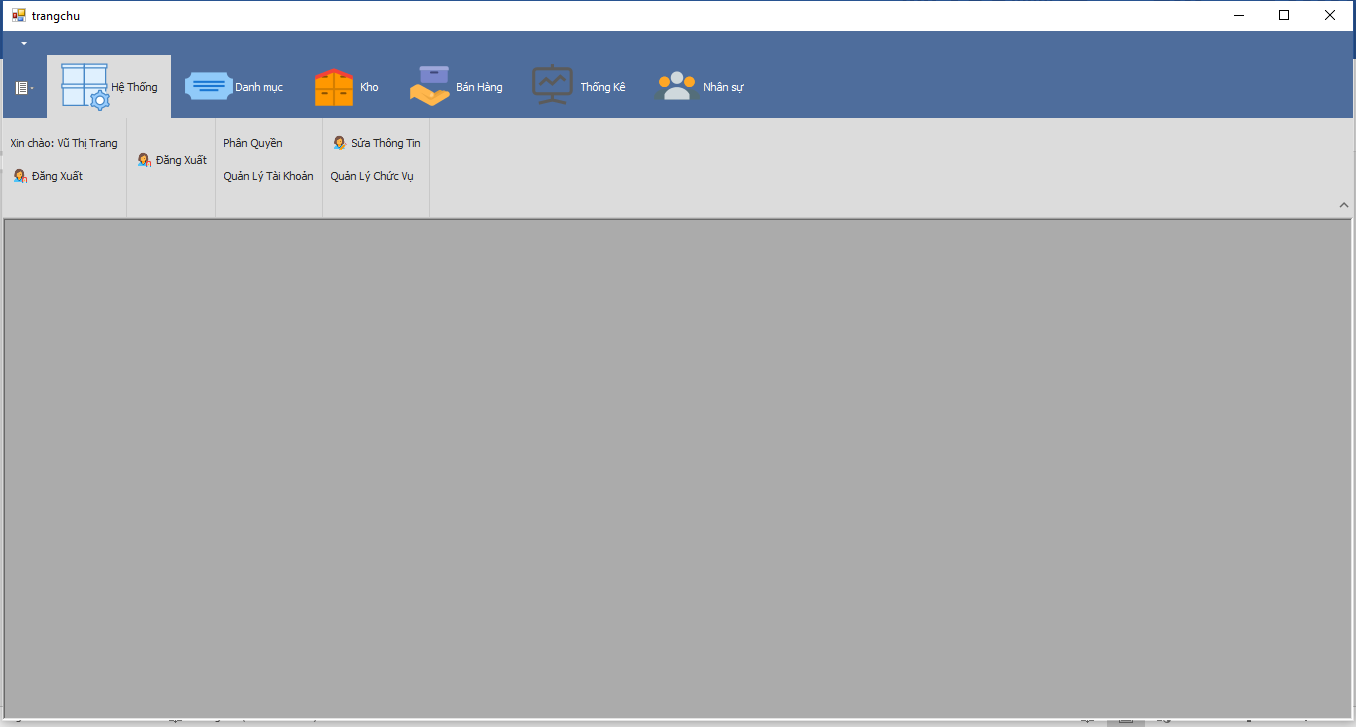 trangchu
Hệ Thống
Danh mục
Kho
Bán Hàng
Thống Kê
Nhân sự
Xin chào: Vũ Thị Trang
Đăng Xuất
Đăng Xuất
Phân Quyền
Quản Lý Tài Khoản
Sửa Thông Tin
Quản Lý Chức Vụ